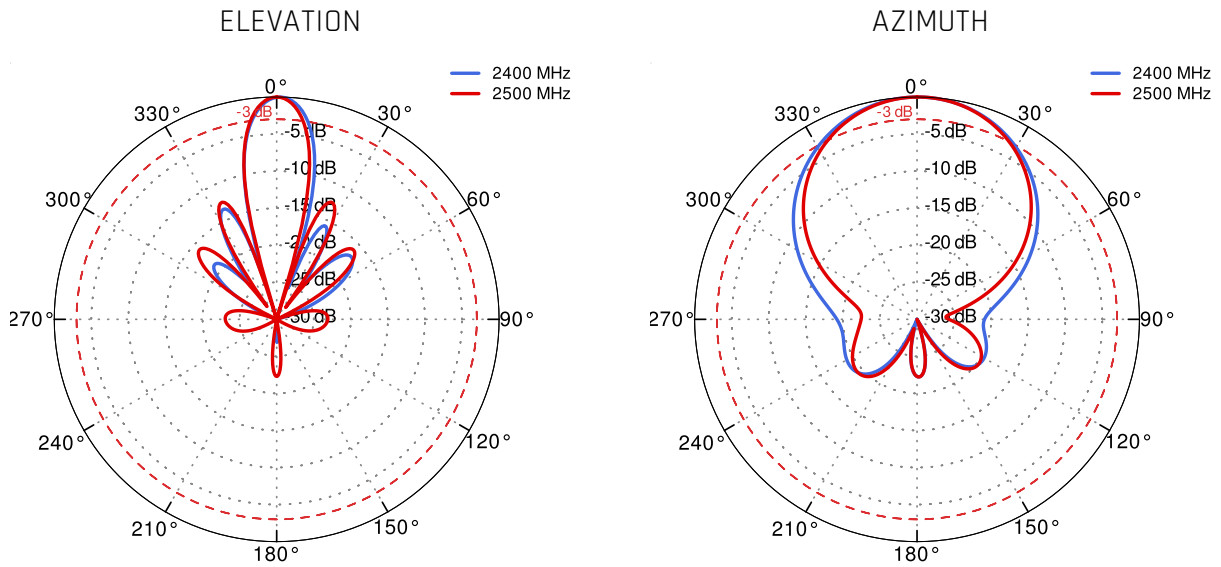 ELEVATION
2400 MHz
2500 MHz
0°
330°
30°
-3 dB
-5 dB
-10 dB
300°
60°
-15 dB
-20 dB
-25 dB
270°
-30 dB
90°
240°
120°
210°
150°
180°
AZIMUTH
2400 MHz
2500 MHz
0°
330°
30°
-3 dB
-5 dB
-10 dB
300°
60°
-15 dB
-20 dB
-25 dB
270°
-30 dB
90°
240°
120°
210°
150°
180°